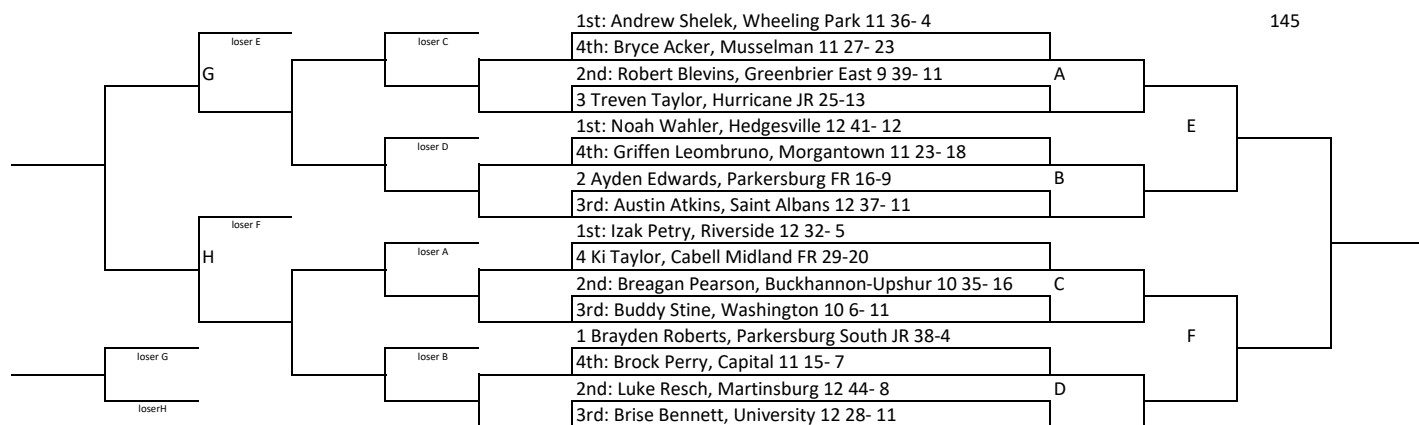 1st: Andrew Shelek, Wheeling Park 11 36- 4
145
loser E
loser C
4th: Bryce Acker, Musselman 11 27- 23
G
2nd: Robert Blevins, Greenbrier East 9 39- 11
A
3 Treven Taylor, Hurricane JR 25-13
1st: Noah Wahler, Hedgesville 12 41- 12
E
loser D
4th: Griffen Leombruno, Morgantown 11 23- 18
2 Ayden Edwards, Parkersburg FR 16-9
B
3rd: Austin Atkins, Saint Albans 12 37- 11
loser F
1st: Izak Petry, Riverside 12 32- 5
H
loser A
4 Ki Taylor, Cabell Midland FR 29-20
2nd: Breagan Pearson, Buckhannon-Upshur 10 35- 16
C
3rd: Buddy Stine, Washington 10 6- 11
1 Brayden Roberts, Parkersburg South JR 38-4
F
loser G
loser B
4th: Brock Perry, Capital 11 15- 7
2nd: Luke Resch, Martinsburg 12 44- 8
D
loserH
3rd: Brise Bennett, University 12 28- 11